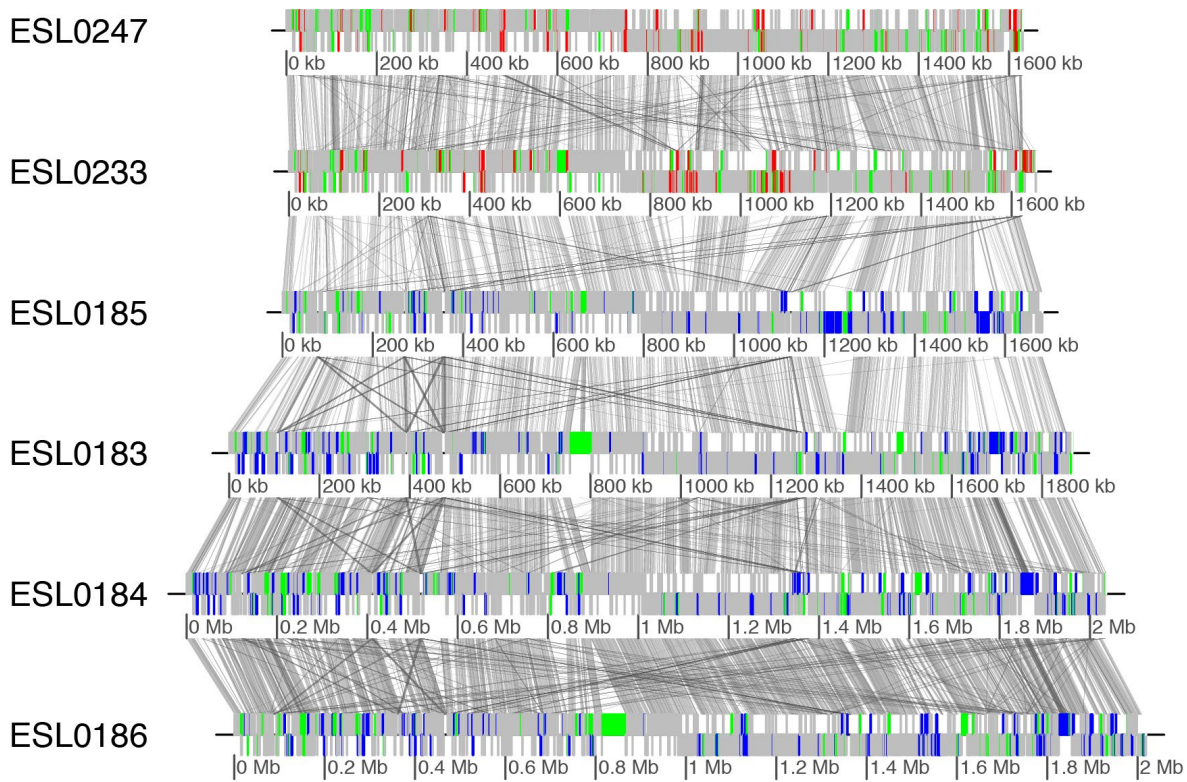 ESL0247
0 kb 200 kb 400 kb 600 kb 800 kb 1000 kb 1200 kb 1400 kb 1600 kb
ESL0233
0 kb 200 kb 400 kb 600 kb 800 kb 1000 kb 1200 kb 1400 kb 1600 kb
ESL0185
0 kb 200 kb 400 kb 600 kb 800 kb 1000 kb 1200 kb 1400 kb 1600 kb
ESL0183
0 kb 200 kb 400 kb 600 kb 800 kb 1000 kb 1200 kb 1400 kb 1600 kb 1800 kb
ESL0184
0 Mb 0.2 Mb 0.4 Mb 0.6 Mb 0.8 Mb 1 Mb 1.2 Mb 1.4 Mb 1.6 Mb 1.8 Mb 2 Mb
ESL0186
0 Mb 0.2 Mb 0.4 Mb 0.6 Mb 0.8 Mb 1 Mb 1.2 Mb 1.4 Mb 1.6 Mb 1.8 Mb 2 Mb